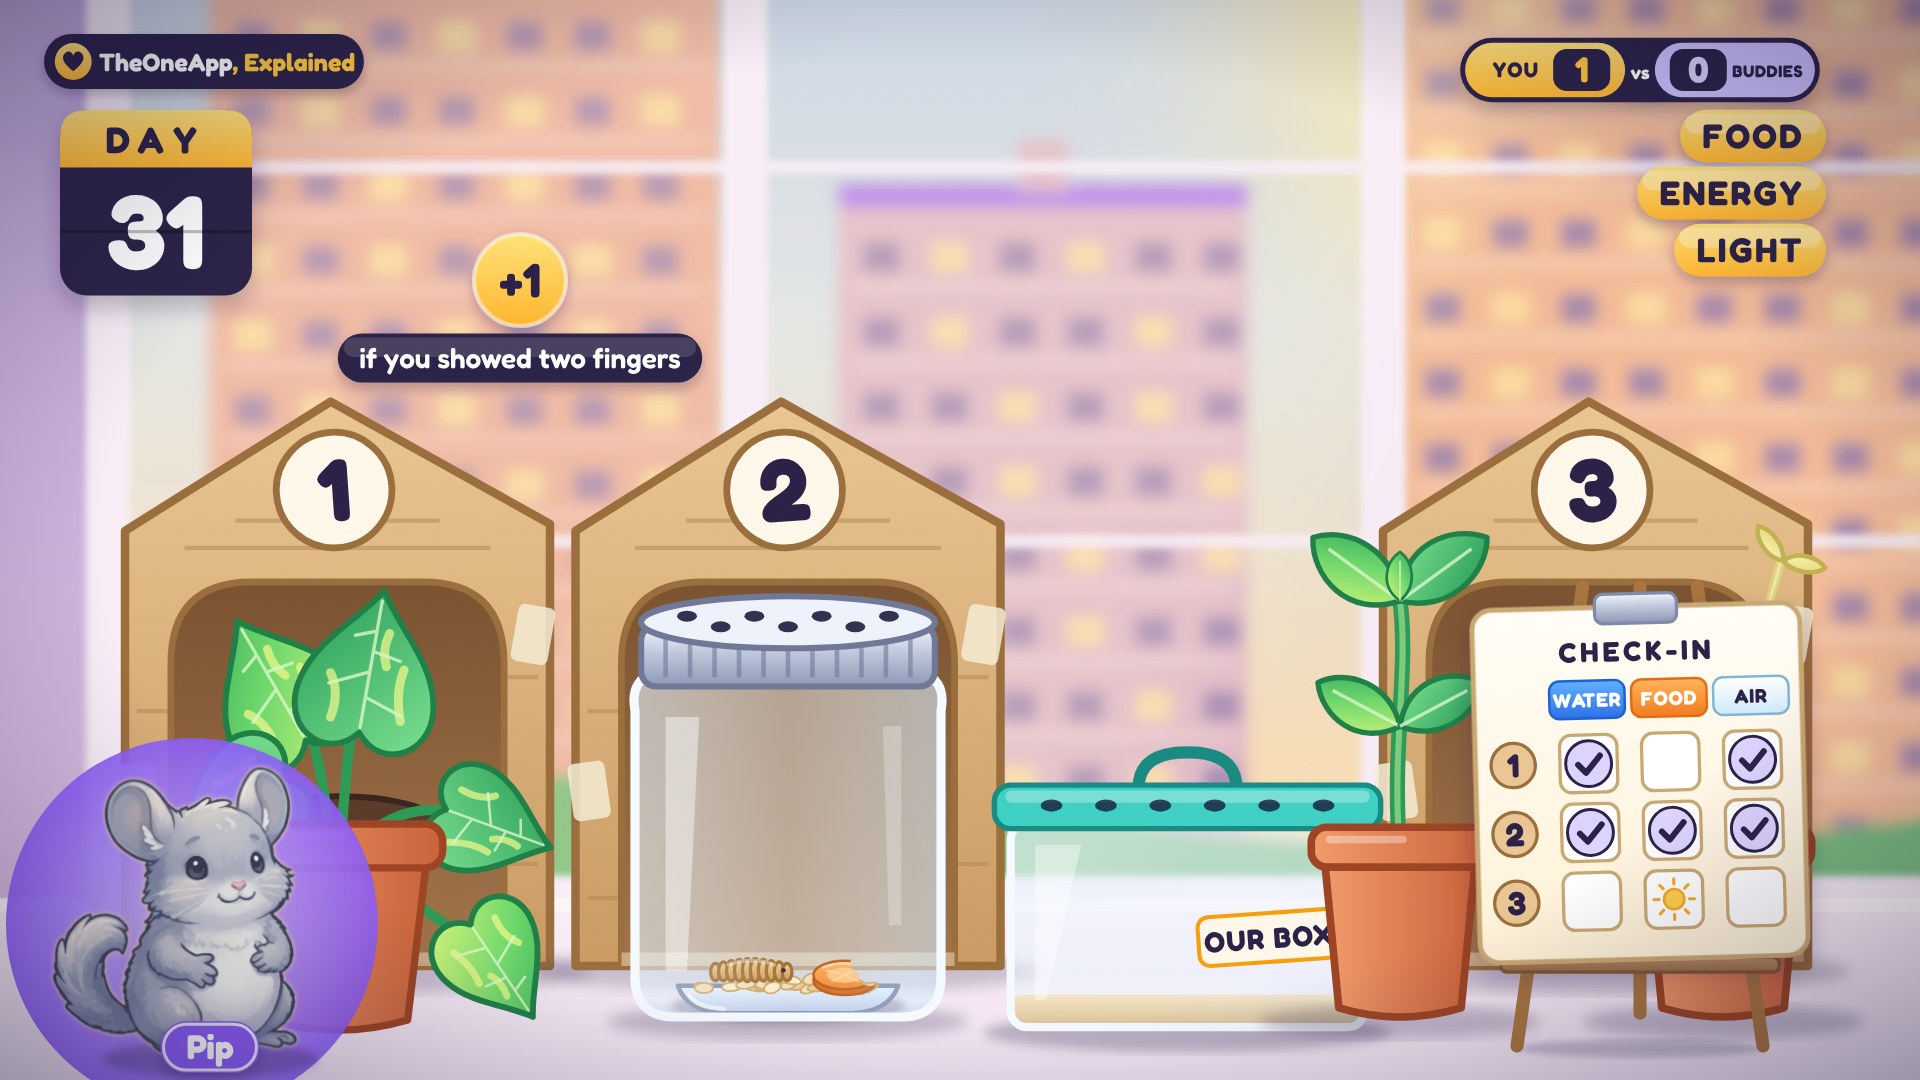 TheOneApp, Explained
DAY
31
YOU 1 vs 0 BUDDIES
FOOD
ENERGY
LIGHT
+1
if you showed two fingers
1
2
3
CHECK-IN
WATER FOOD AIR
1
2
3
OUR BOX
Pip